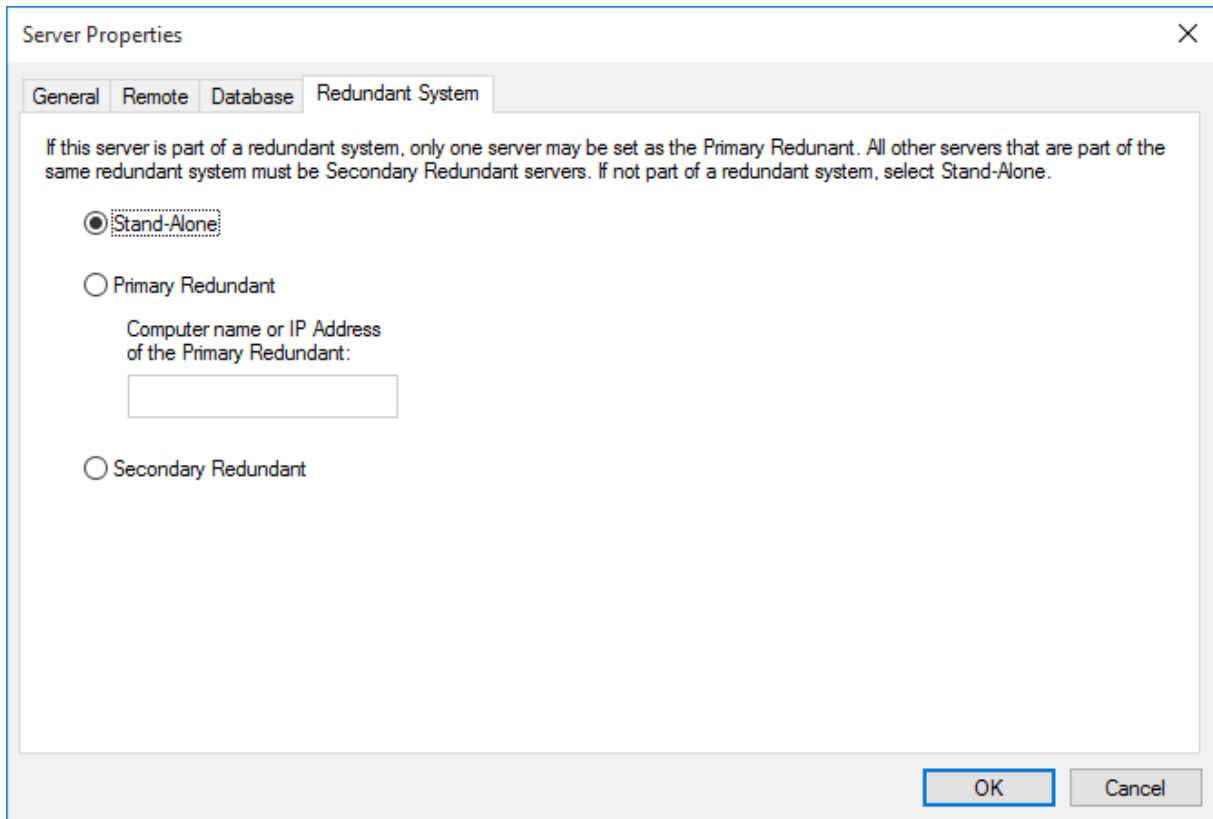 Server Properties
General Remote Database Redundant System
If this server is part of a redundant system, only one server may be set as the Primary Redunant. All other servers that are part of the
same redundant system must be Secondary Redundant servers. If not part of a redundant system, select Stand-Alone.
Stand-Alone
Primary Redundant
Computer name or IP Address
of the Primary Redundant:
Secondary Redundant
OK Cancel